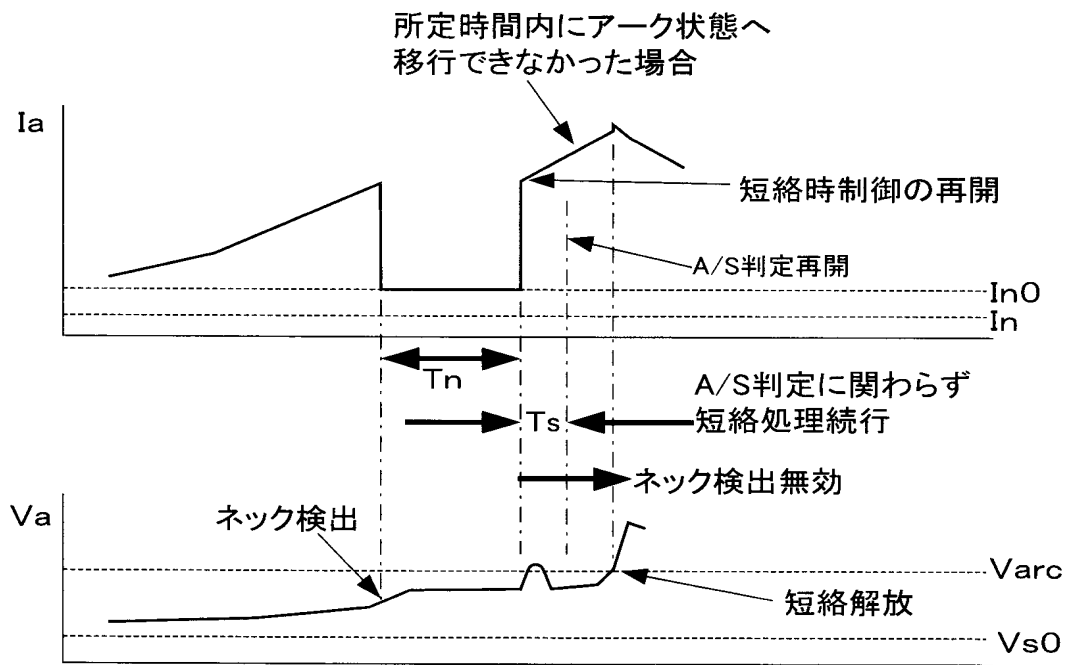 所定時間内にアーク状態へ
移行できなかった場合
Ia
短絡時制御の再開
A/S判定再開
In0
In
Tn
A/S判定に関わらず
Ts
短絡処理続行
ネック検出無効
Va
ネック検出
Varc
短絡解放
Vs0